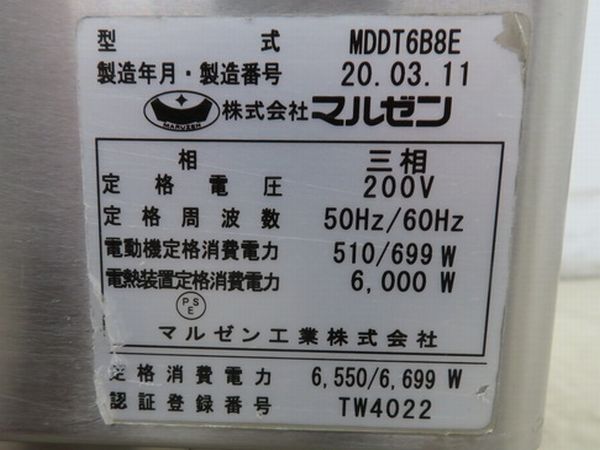 型 式 MDDT6B8E
製造年月・製造番号 20.03.11
MARUZEN 株式会社 マルゼン
相 三相
定格電圧 200V
定格周波数 50Hz/60Hz
電動機定格消費電力 510/699 W
電熱装置定格消費電力 6,000 W
PSE
マルゼン工業株式会社
定格消費電力 6,550/6,699 W
認証登録番号 TW4022